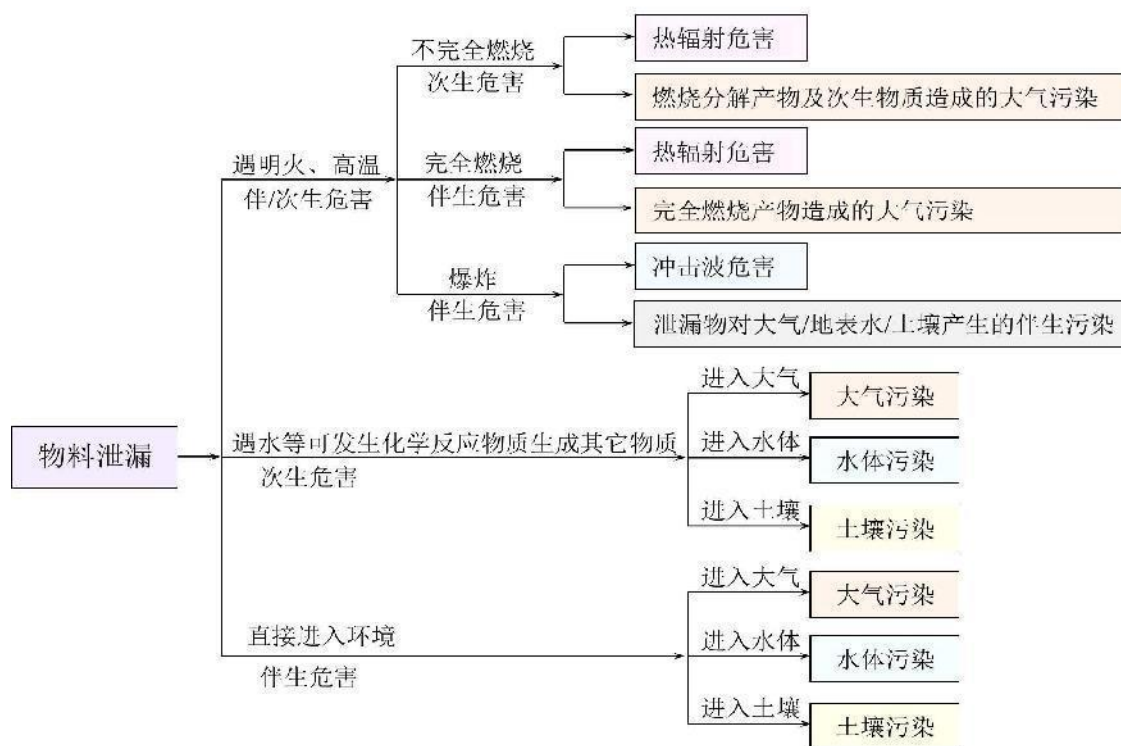 不完全燃烧
次生危害
热辐射危害
燃烧分解产物及次生物质造成的大气污染
遇明火、高温
伴/次生危害
完全燃烧
伴生危害
热辐射危害
完全燃烧产物造成的大气污染
爆炸
伴生危害
冲击波危害
泄漏物对大气/地表水/土壤产生的伴生污染
物料泄漏
遇水等可发生化学反应物质生成其它物质
次生危害
进入大气
大气污染
进入水体
水体污染
进入土壤
土壤污染
直接进入环境
伴生危害
进入大气
大气污染
进入水体
水体污染
进入土壤
土壤污染